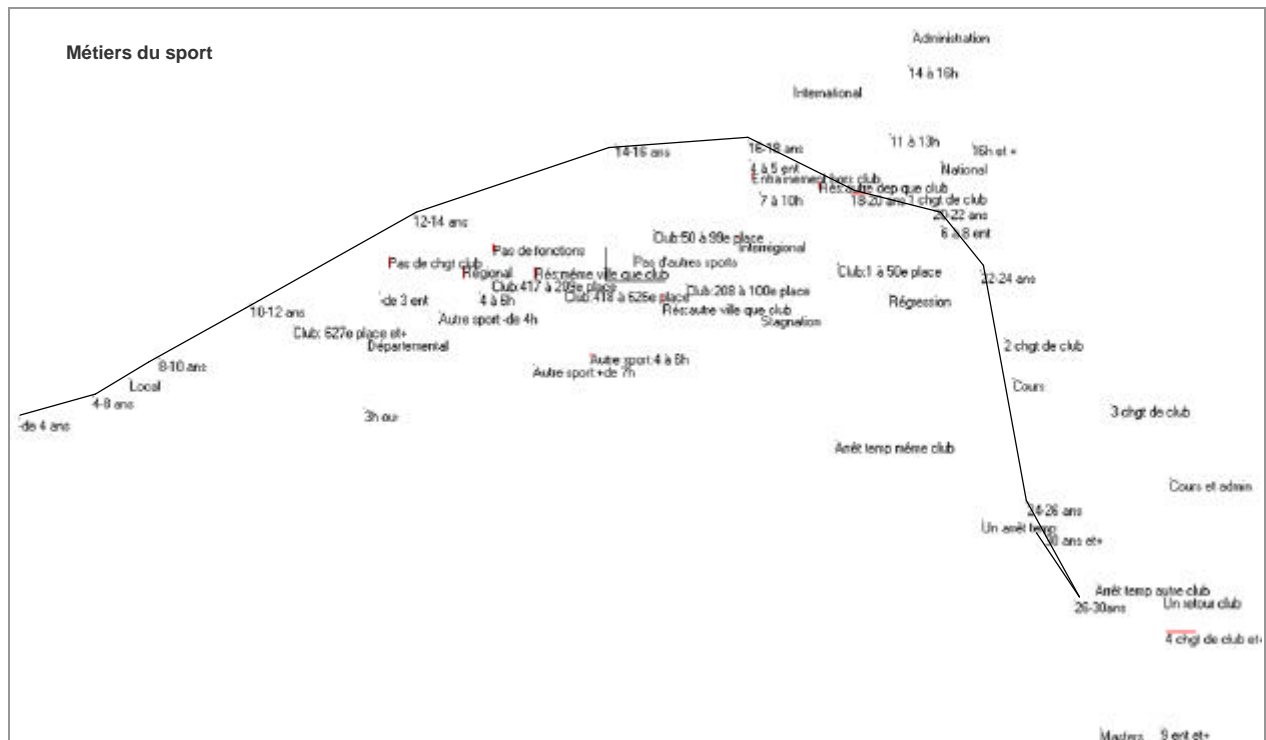 Administration
Métiers du sport
14 à 16h
International
11 à 13h
16-18 ans
16h et +
14-16 ans
4 à 5 ent
National
Entrainement hors club
Rés:autre dep que club
7 à 10h
18-20 ans
1 chgt de club
20-22 ans
12-14 ans
6 à 8 ent
Club:50 à 99e place
Interrégional
Pas de fonctions
Pas de chgt club
Pas d'autres sports
Régional
Rés:même ville que club
Club:1 à 50e place
22-24 ans
Club:417 à 209e place
Club:418 à 626e place
Club:208 à 100e place
-de 3 ent
4 à 6h
Régression
10-12 ans
Rés:autre ville que club
Autre sport-de 4h
Stagnation
Club: 627e place et+
Départemental
2 chgt de club
Autre sport:4 à 6h
8-10 ans
Autre sport +de 7h
Local
Cours
4-8 ans
3 chgt de club
3h ou-
-de 4 ans
Arrêt temp même club
Cours et admin
24-26 ans
Un arrêt temp
30 ans et+
Arrêt temp autre club
26-30ans
Un retour club
4 chgt de club et+
Masters
9 ent et+